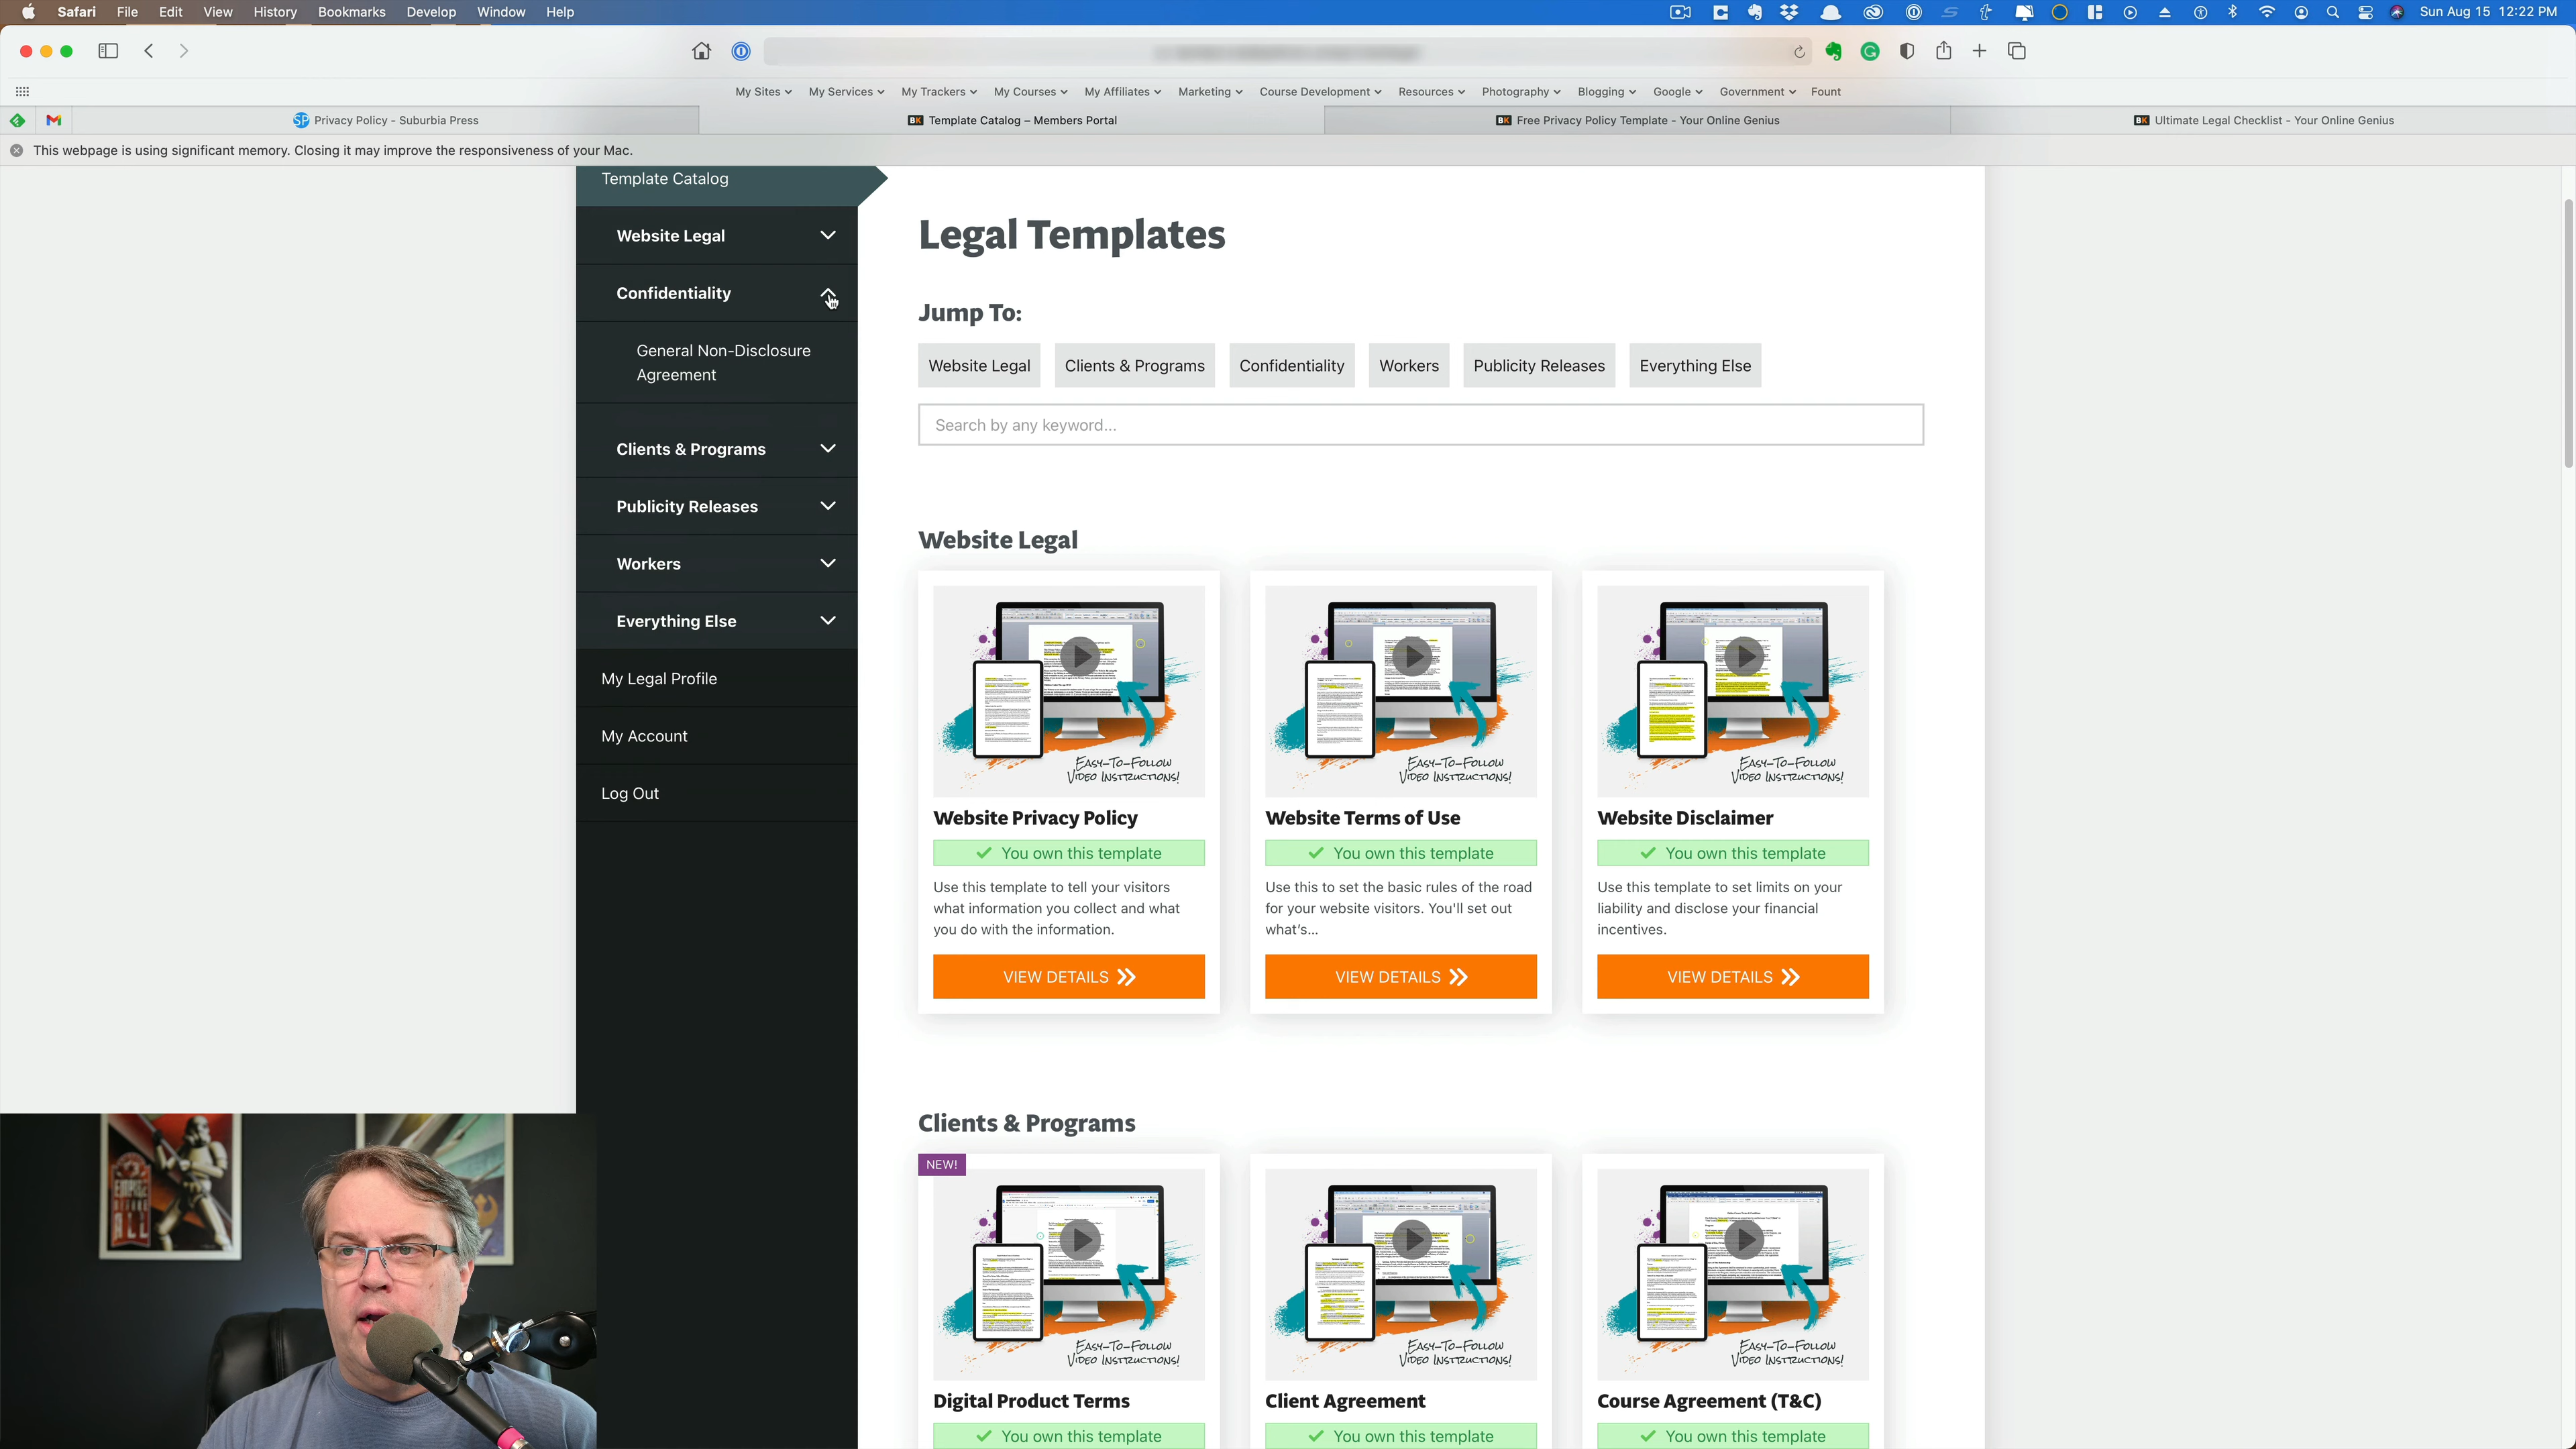 Safari File Edit View History Bookmarks Develop Window Help
Sun Aug 15 12:22 PM
My Sites My Services My Trackers My Courses My Affiliates Marketing Course Development Resources Photography Blogging Google Government Fount
SP Privacy Policy - Suburbia Press
BK Template Catalog – Members Portal
BK Free Privacy Policy Template - Your Online Genius
BK Ultimate Legal Checklist - Your Online Genius
This webpage is using significant memory. Closing it may improve the responsiveness of your Mac.
Template Catalog
Website Legal
Confidentiality
General Non-Disclosure
Agreement
Clients & Programs
Publicity Releases
Workers
Everything Else
My Legal Profile
My Account
Log Out
Legal Templates
Jump To:
Website Legal Clients & Programs Confidentiality Workers Publicity Releases Everything Else
Search by any keyword...
Website Legal
EASY-TO-FOLLOW
VIDEO INSTRUCTIONS!
Website Privacy Policy
You own this template
Use this template to tell your visitors
what information you collect and what
you do with the information.
VIEW DETAILS
EASY-TO-FOLLOW
VIDEO INSTRUCTIONS!
Website Terms of Use
You own this template
Use this to set the basic rules of the road
for your website visitors. You'll set out
what's...
VIEW DETAILS
EASY-TO-FOLLOW
VIDEO INSTRUCTIONS!
Website Disclaimer
You own this template
Use this template to set limits on your
liability and disclose your financial
incentives.
VIEW DETAILS
Clients & Programs
NEW!
EASY-TO-FOLLOW
VIDEO INSTRUCTIONS!
Digital Product Terms
You own this template
EASY-TO-FOLLOW
VIDEO INSTRUCTIONS!
Client Agreement
You own this template
EASY-TO-FOLLOW
VIDEO INSTRUCTIONS!
Course Agreement (T&C)
You own this template